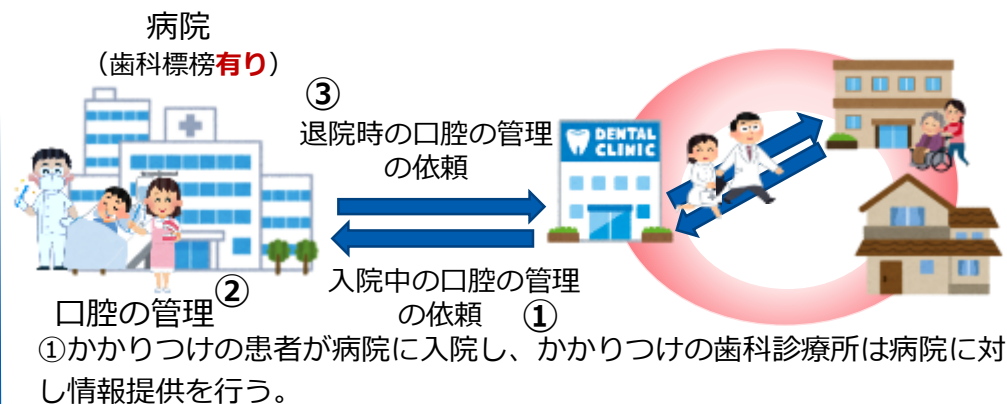 病院
（歯科標榜有り）
③
退院時の口腔の管理
の依頼
DENTAL
CLINIC
入院中の口腔の管理
の依頼 ①
口腔の管理②
①かかりつけの患者が病院に入院し、かかりつけの歯科診療所は病院に対
し情報提供を行う。